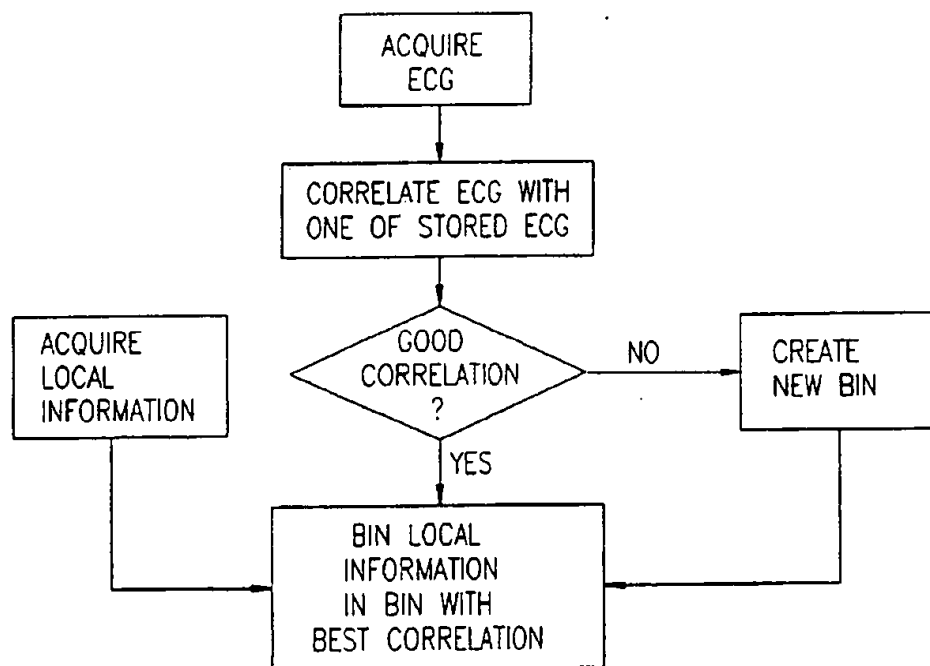 ACQUIRE
ECG
CORRELATE ECG WITH
ONE OF STORED ECG
GOOD
CORRELATION
?
NO
CREATE
NEW BIN
ACQUIRE
LOCAL
INFORMATION
YES
BIN LOCAL
INFORMATION
IN BIN WITH
BEST CORRELATION